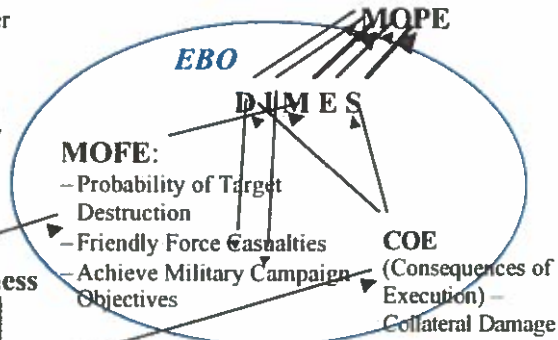 er
MOPE
EBO
D I M E S
MOFE:
– Probability of Target
Destruction
– Friendly Force Casualties
– Achieve Military Campaign
Objectives
ess
COE
(Consequences of
Execution) –
Collateral Damage